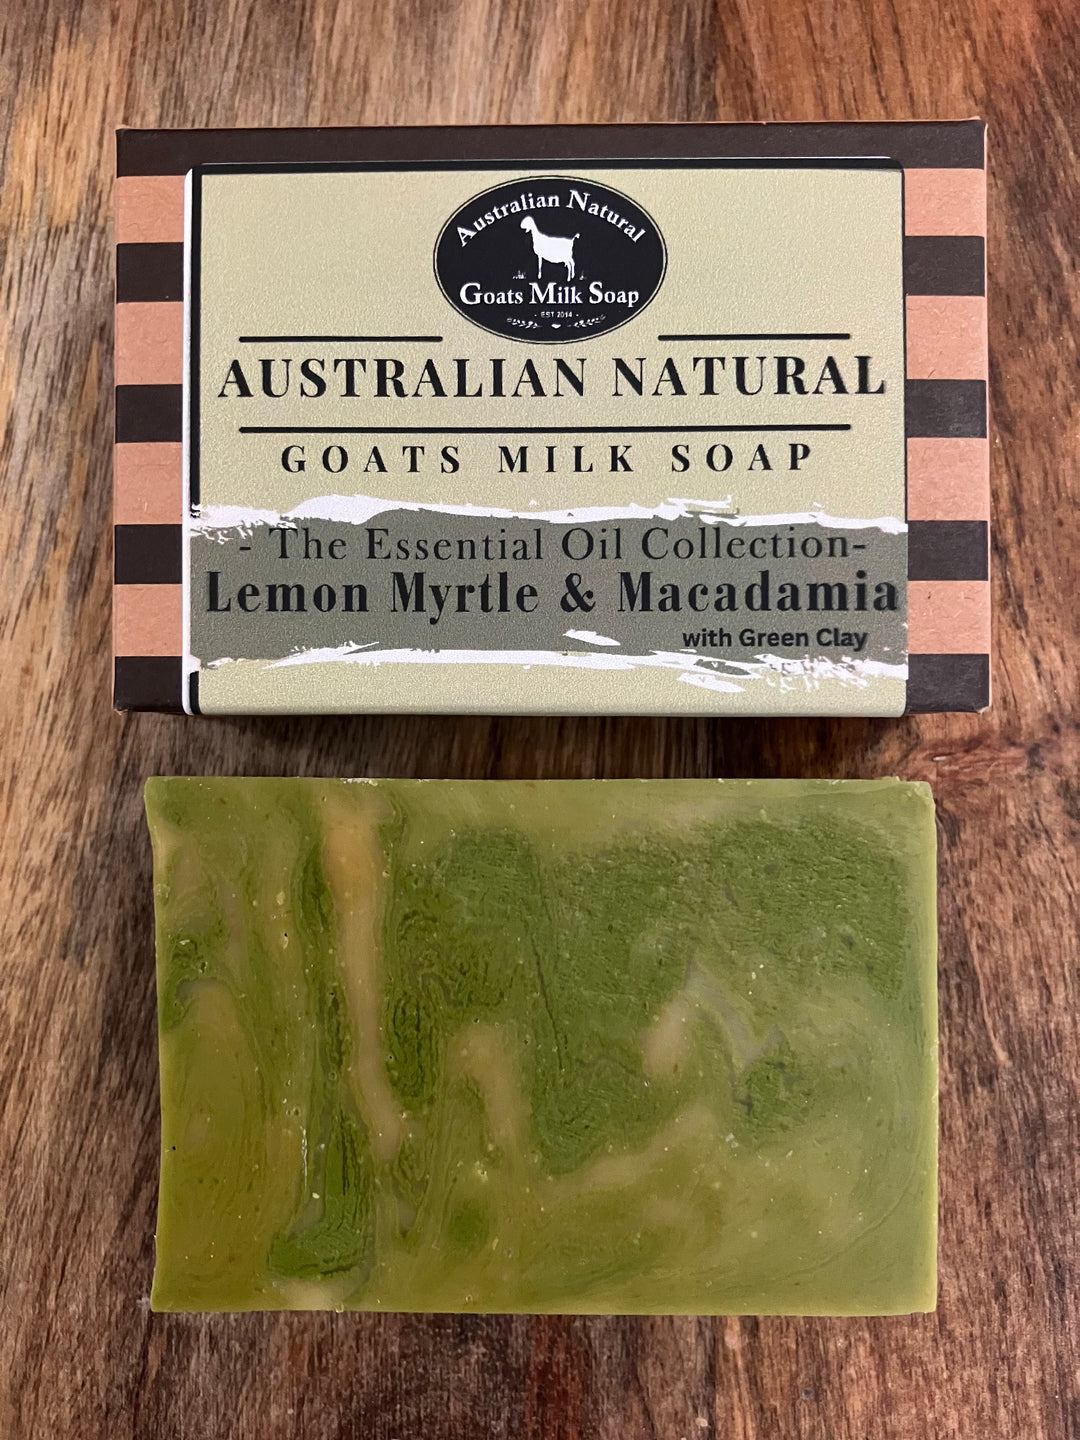 Australian Natural
Goats Milk Soap
- EST 2014 -
AUSTRALIAN NATURAL
GOATS MILK SOAP
- The Essential Oil Collection-
Lemon Myrtle & Macadamia
with Green Clay